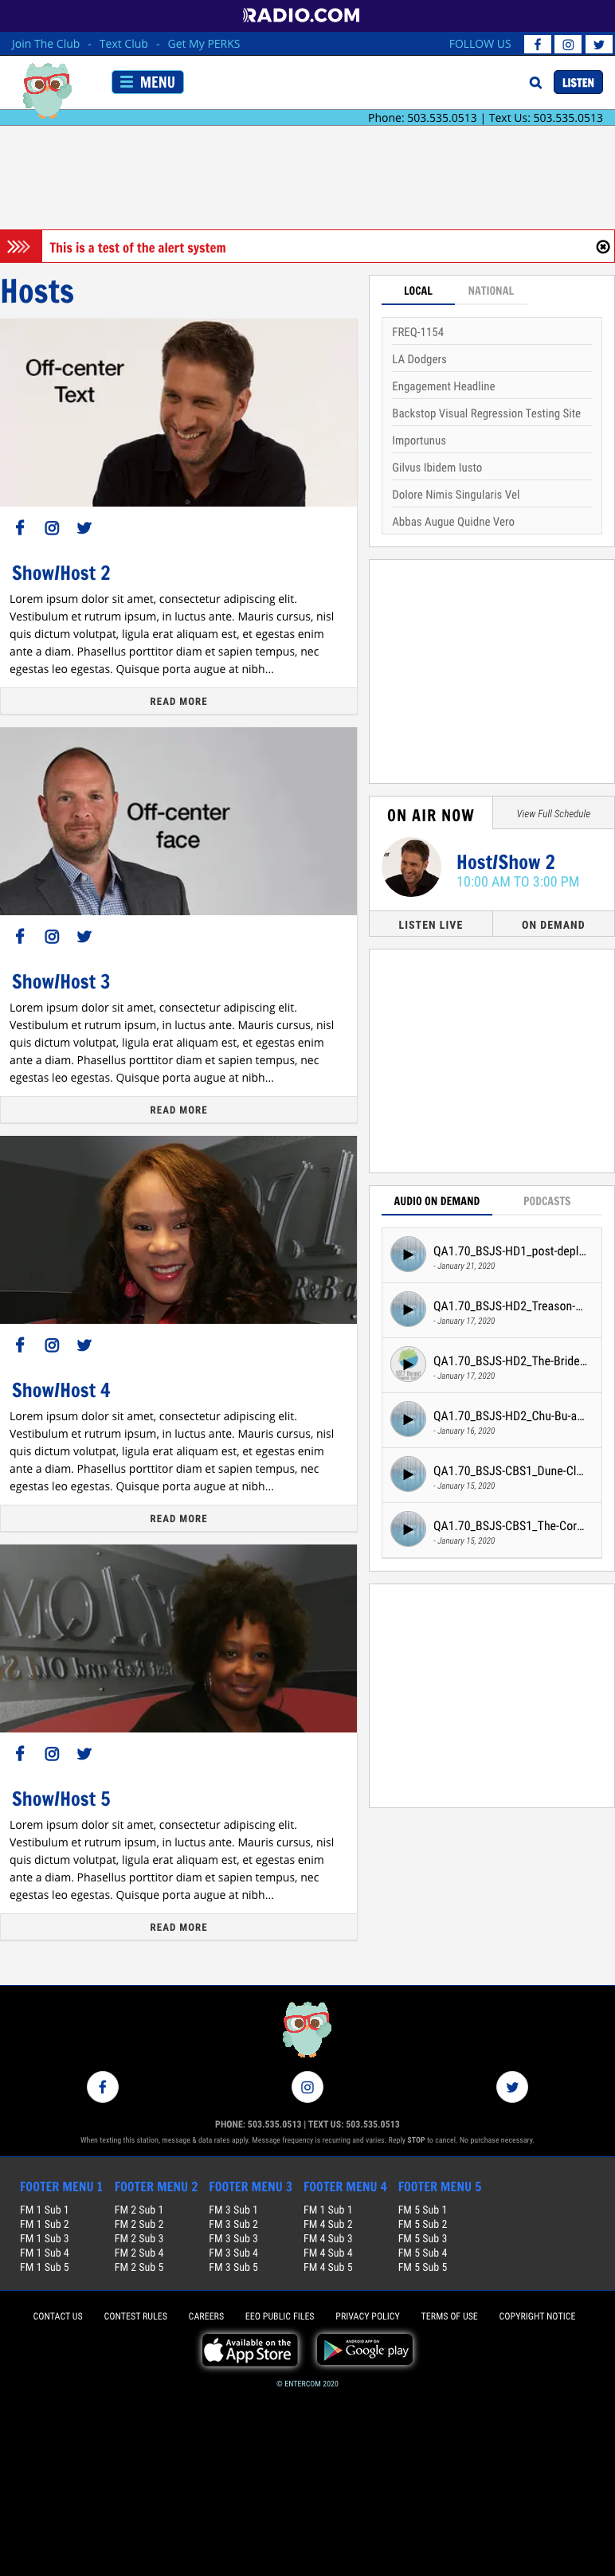 RADIO.COM
Join The Club - Text Club - Get My PERKS
FOLLOW US
MENU
LISTEN
Phone: 503.535.0513 | Text Us: 503.535.0513
This is a test of the alert system
Hosts
Off-center
Text
Show/Host 2
Lorem ipsum dolor sit amet, consectetur adipiscing elit.
Vestibulum et rutrum ipsum, in luctus ante. Mauris cursus, nisl
quis dictum volutpat, ligula erat aliquam est, et egestas enim
ante a diam. Phasellus porttitor diam et sapien tempus, nec
egestas leo egestas. Quisque porta augue at nibh...
READ MORE
Off-center
face
Show/Host 3
Lorem ipsum dolor sit amet, consectetur adipiscing elit.
Vestibulum et rutrum ipsum, in luctus ante. Mauris cursus, nisl
quis dictum volutpat, ligula erat aliquam est, et egestas enim
ante a diam. Phasellus porttitor diam et sapien tempus, nec
egestas leo egestas. Quisque porta augue at nibh...
READ MORE
R&B a
Show/Host 4
Lorem ipsum dolor sit amet, consectetur adipiscing elit.
Vestibulum et rutrum ipsum, in luctus ante. Mauris cursus, nisl
quis dictum volutpat, ligula erat aliquam est, et egestas enim
ante a diam. Phasellus porttitor diam et sapien tempus, nec
egestas leo egestas. Quisque porta augue at nibh...
READ MORE
Show/Host 5
Lorem ipsum dolor sit amet, consectetur adipiscing elit.
Vestibulum et rutrum ipsum, in luctus ante. Mauris cursus, nisl
quis dictum volutpat, ligula erat aliquam est, et egestas enim
ante a diam. Phasellus porttitor diam et sapien tempus, nec
egestas leo egestas. Quisque porta augue at nibh...
READ MORE
LOCAL NATIONAL
FREQ-1154
LA Dodgers
Engagement Headline
Backstop Visual Regression Testing Site
Importunus
Gilvus Ibidem Iusto
Dolore Nimis Singularis Vel
Abbas Augue Quidne Vero
ON AIR NOW
View Full Schedule
er
Host/Show 2
10:00 AM TO 3:00 PM
LISTEN LIVE
ON DEMAND
AUDIO ON DEMAND PODCASTS
QA1.70_BSJS-HD1_post-depl...
- January 21, 2020
QA1.70_BSJS-HD2_Treason-...
- January 17, 2020
QA1.70_BSJS-HD2_The-Bride...
- January 17, 2020
QA1.70_BSJS-HD2_Chu-Bu-a...
- January 16, 2020
QA1.70_BSJS-CBS1_Dune-Cl...
- January 15, 2020
QA1.70_BSJS-CBS1_The-Cor...
- January 15, 2020
PHONE: 503.535.0513 | TEXT US: 503.535.0513
When texting this station, message & data rates apply. Message frequency is recurring and varies. Reply STOP to cancel. No purchase necessary.
FOOTER MENU 1 FOOTER MENU 2 FOOTER MENU 3 FOOTER MENU 4 FOOTER MENU 5
FM 1 Sub 1 FM 2 Sub 1 FM 3 Sub 1 FM 1 Sub 1 FM 5 Sub 1
FM 1 Sub 2 FM 2 Sub 2 FM 3 Sub 2 FM 4 Sub 2 FM 5 Sub 2
FM 1 Sub 3 FM 2 Sub 3 FM 3 Sub 3 FM 4 Sub 3 FM 5 Sub 3
FM 1 Sub 4 FM 2 Sub 4 FM 3 Sub 4 FM 4 Sub 4 FM 5 Sub 4
FM 1 Sub 5 FM 2 Sub 5 FM 3 Sub 5 FM 4 Sub 5 FM 5 Sub 5
CONTACT US CONTEST RULES CAREERS EEO PUBLIC FILES PRIVACY POLICY TERMS OF USE COPYRIGHT NOTICE
Available on the
App Store
ANDROID APP ON
Google play
© ENTERCOM 2020